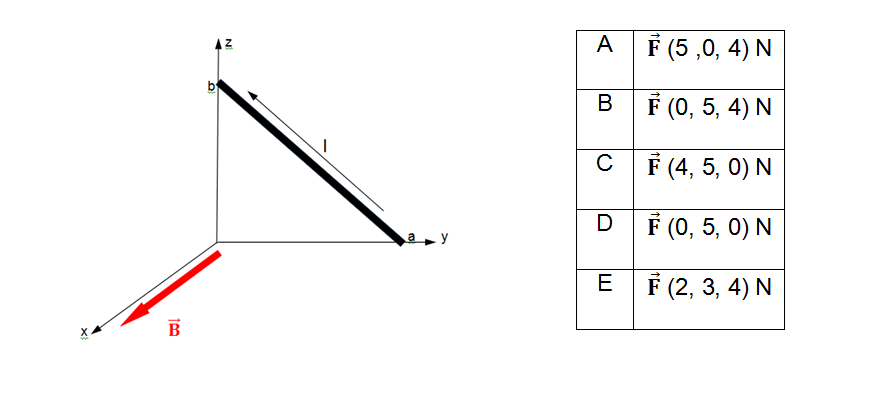 z
b
I
a
y
x
B⃗
A F⃗ (5 ,0, 4) N
B F⃗ (0, 5, 4) N
C F⃗ (4, 5, 0) N
D F⃗ (0, 5, 0) N
E F⃗ (2, 3, 4) N